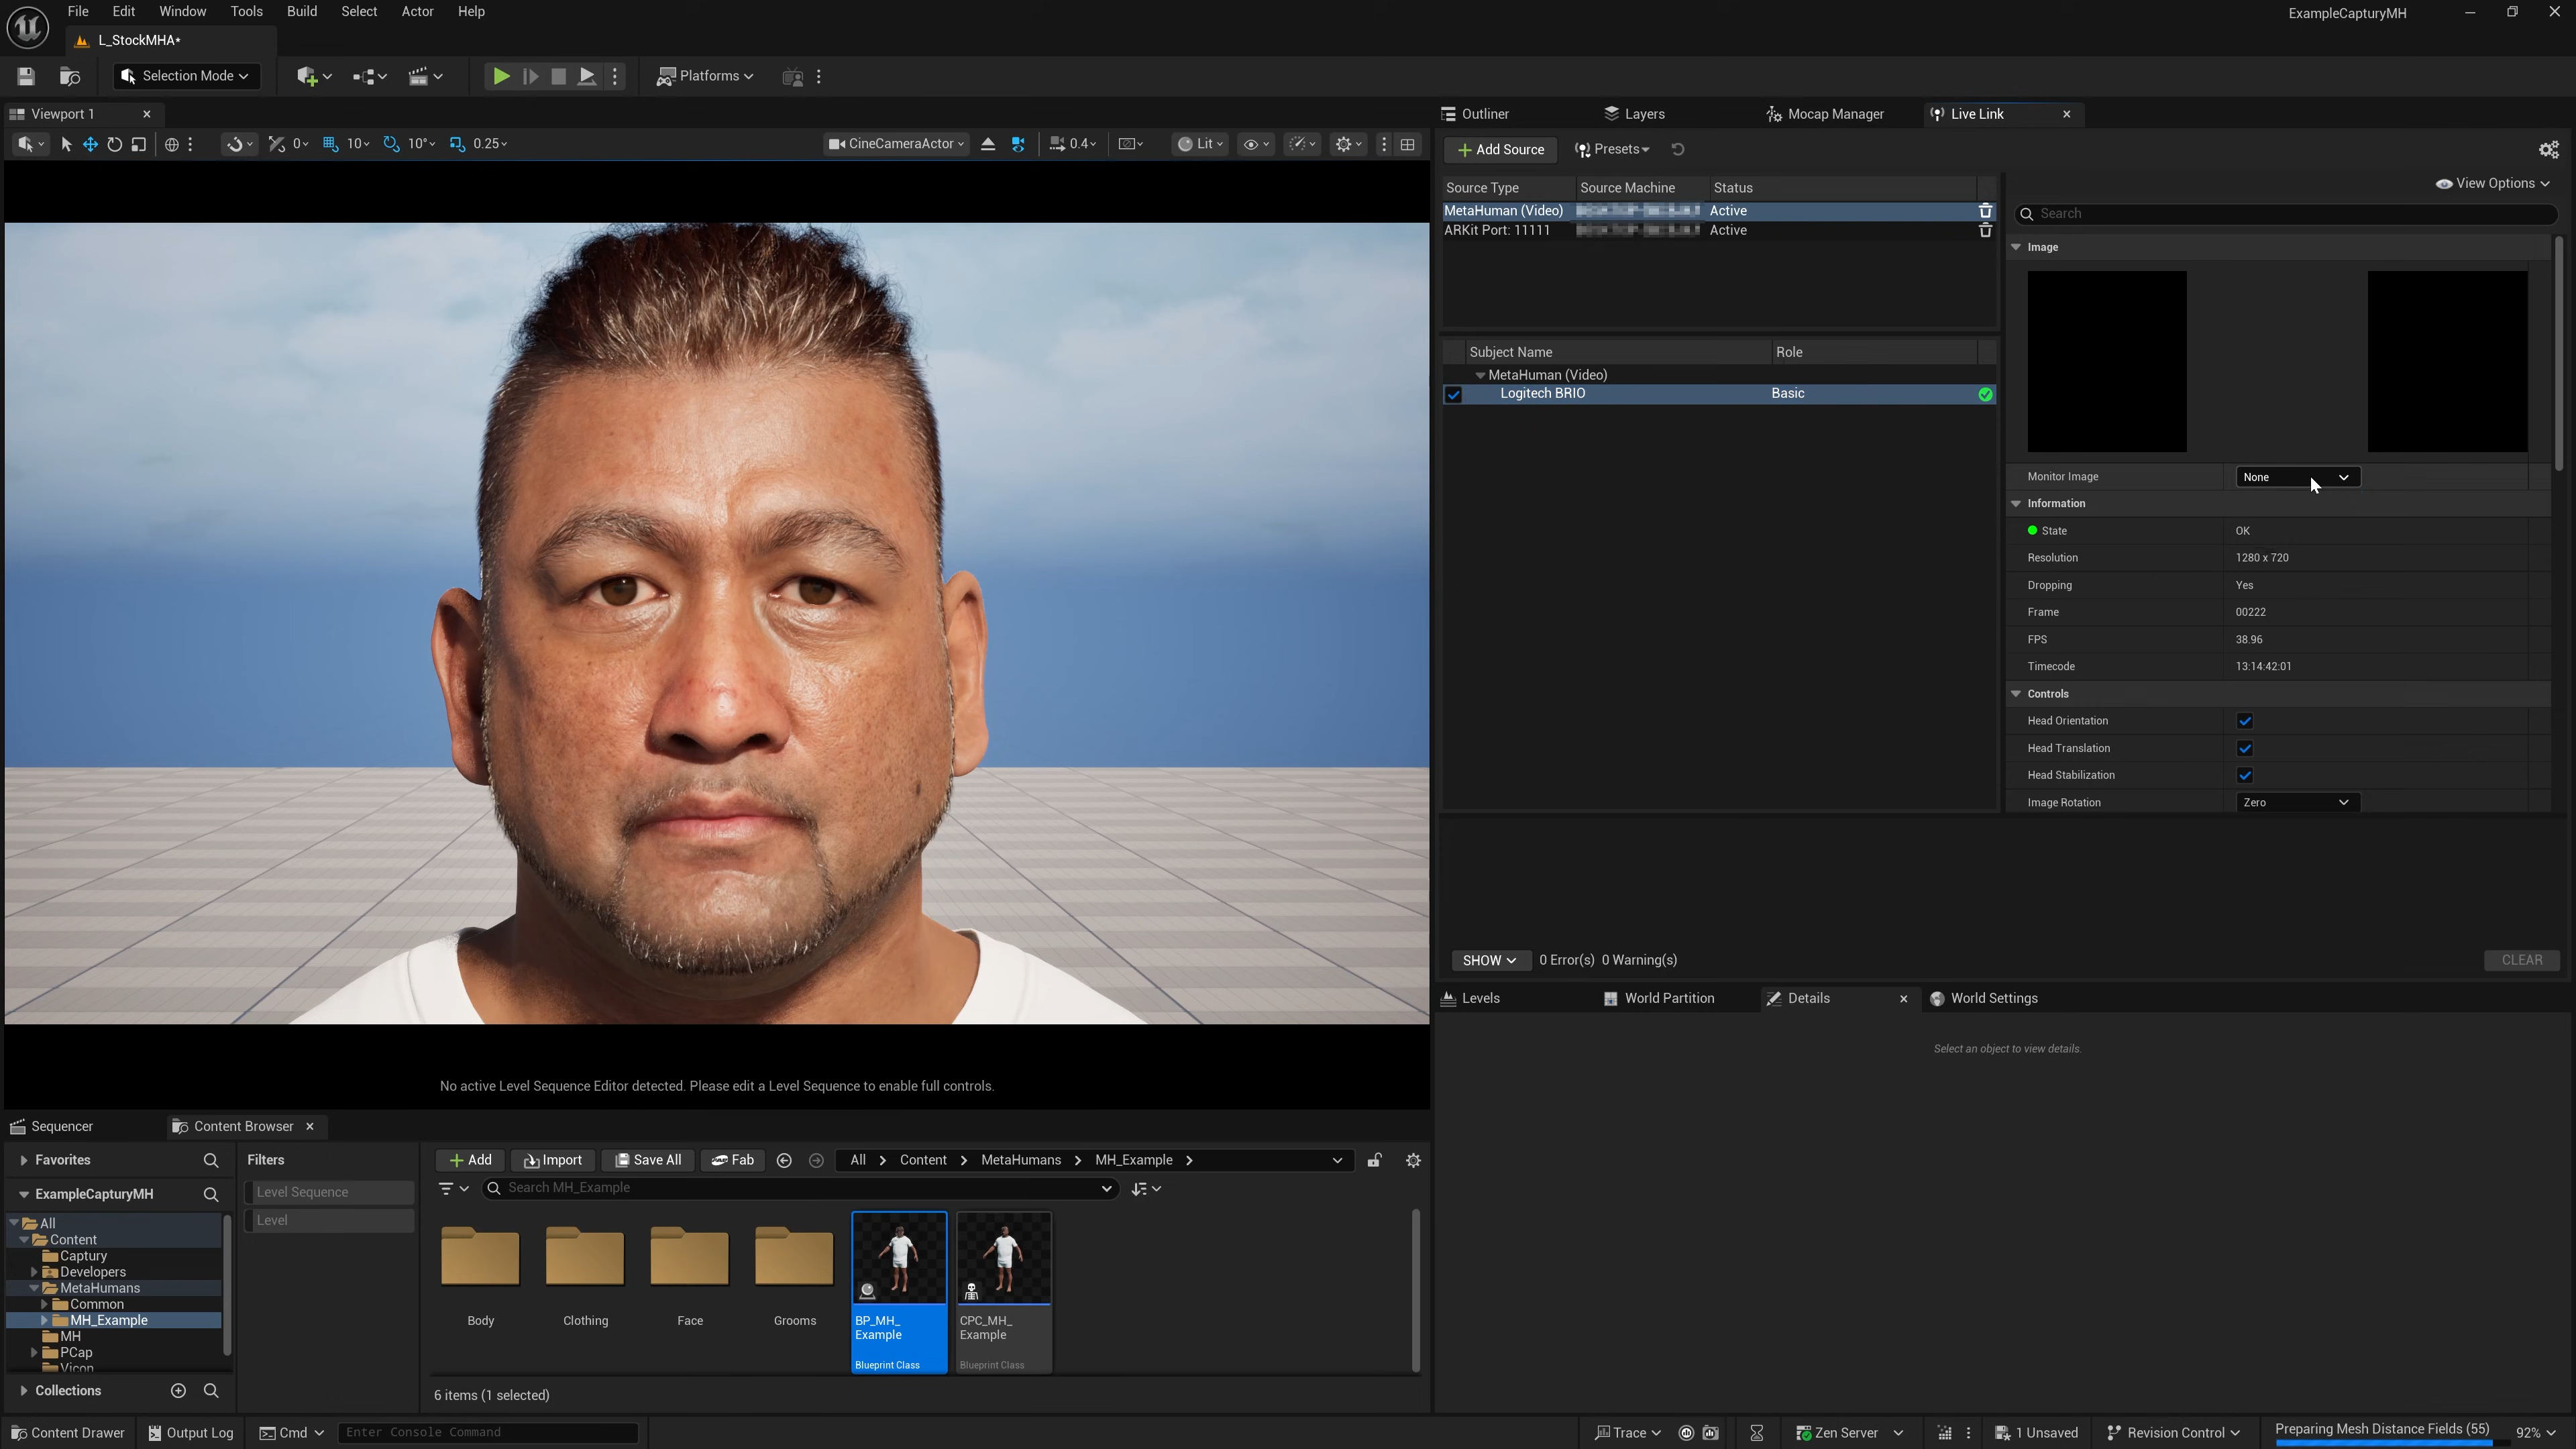 File Edit Window Tools Build Select Actor Help
ExampleCapturyMH
L_StockMHA*
Selection Mode
Platforms
Viewport 1
Outliner Layers Mocap Manager Live Link
0 10 10° 0.25 CineCameraActor 0.4 Lit
Add Source Presets
View Options
Source Type Source Machine Status
MetaHuman (Video) Active
ARKit Port: 11111 Active
Search
Image
Subject Name Role
MetaHuman (Video)
Logitech BRIO Basic
Monitor Image None
Information
State OK
Resolution 1280 x 720
Dropping Yes
Frame 00222
FPS 38.96
Timecode 13:14:42:01
Controls
Head Orientation
Head Translation
Head Stabilization
Image Rotation Zero
SHOW 0 Error(s) 0 Warning(s) CLEAR
Levels World Partition Details World Settings
Select an object to view details.
No active Level Sequence Editor detected. Please edit a Level Sequence to enable full controls.
Sequencer Content Browser
Favorites
Filters
Add Import Save All Fab All > Content > MetaHumans > MH_Example >
ExampleCapturyMH
Level Sequence
Level
Search MH_Example
All
Content
Captury
Developers
MetaHumans
Common
MH_Example
MH
PCap
Vicon
Collections
Body Clothing Face Grooms
BP_MH_
Example
Blueprint Class
CPC_MH_
Example
Blueprint Class
6 items (1 selected)
Content Drawer Output Log Cmd Enter Console Command
Trace Zen Server 1 Unsaved Revision Control Preparing Mesh Distance Fields (55) 92%